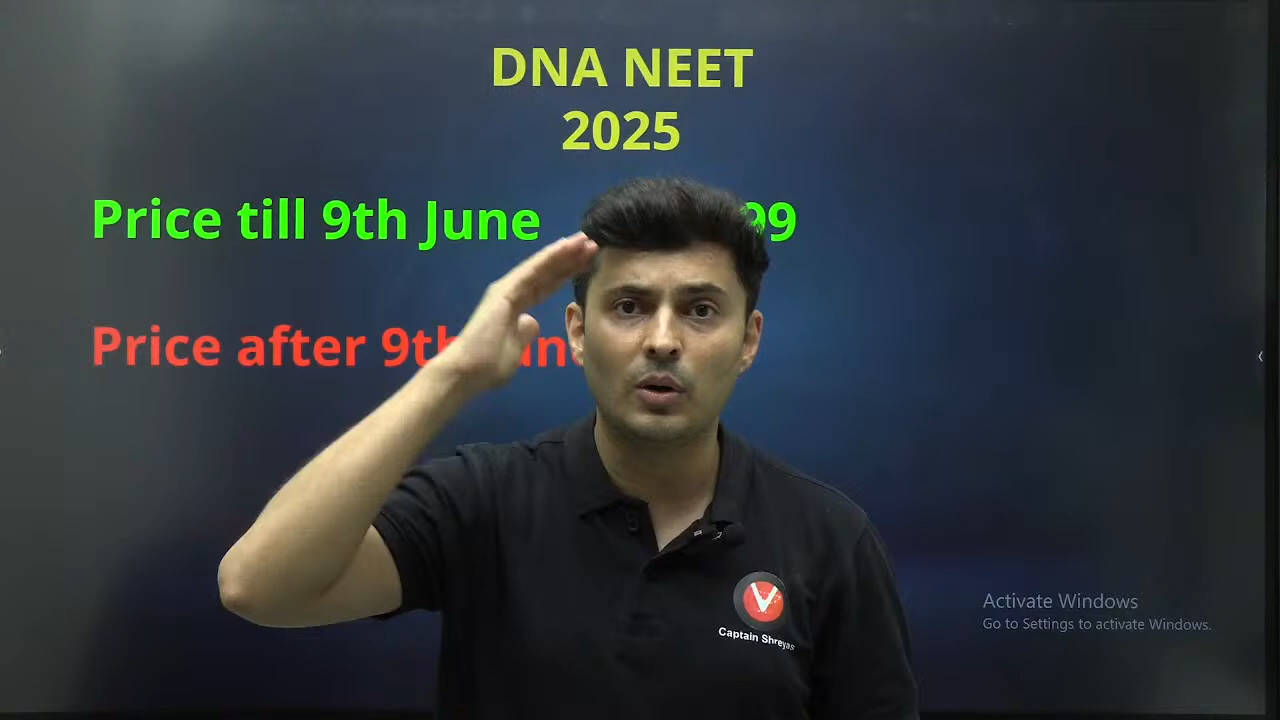 DNA NEET
2025
Price till 9th June 99
Price after 9th
Captain Shreyas
Activate Windows
Go to Settings to activate Windows.